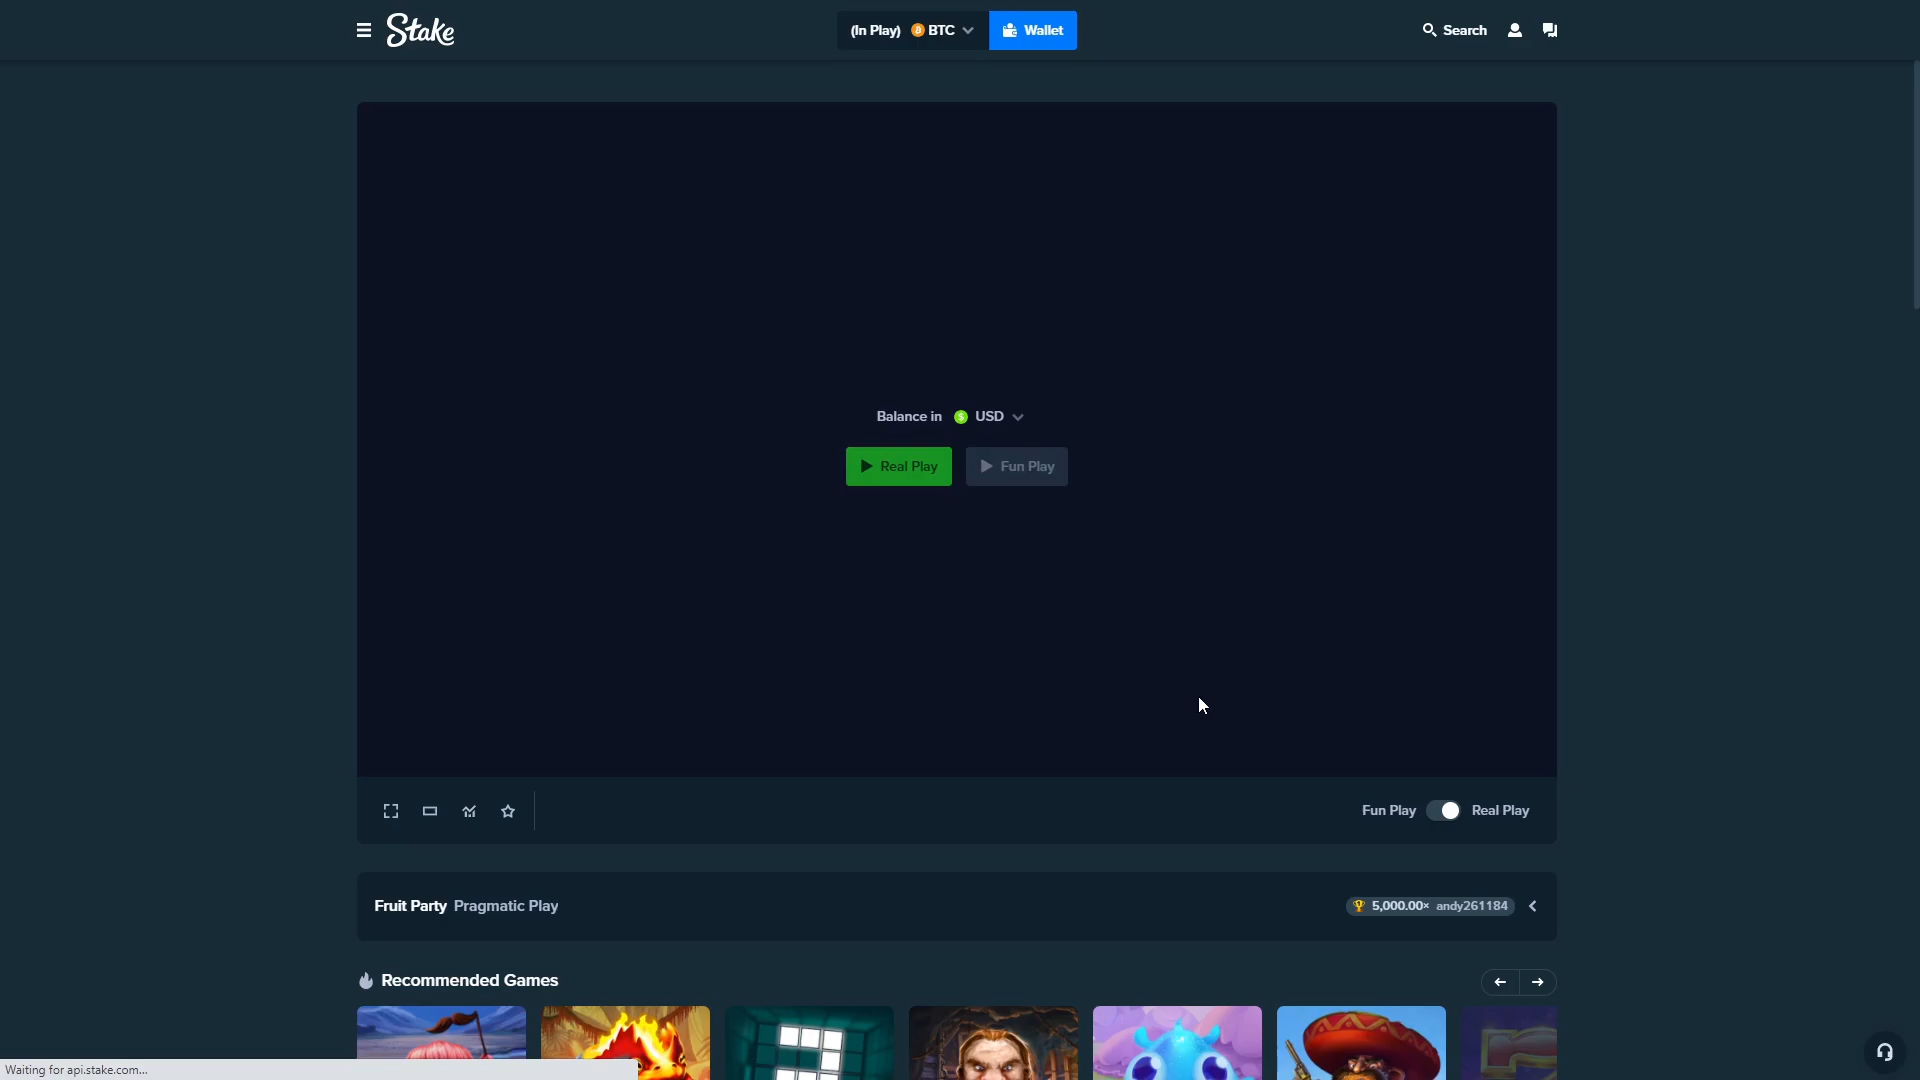 Stake
(In Play) BTC
Wallet
Search
Balance in USD
Real Play
Fun Play
Fun Play
Real Play
Fruit Party Pragmatic Play
5,000.00× andy261184
Recommended Games
Waiting for api.stake.com...